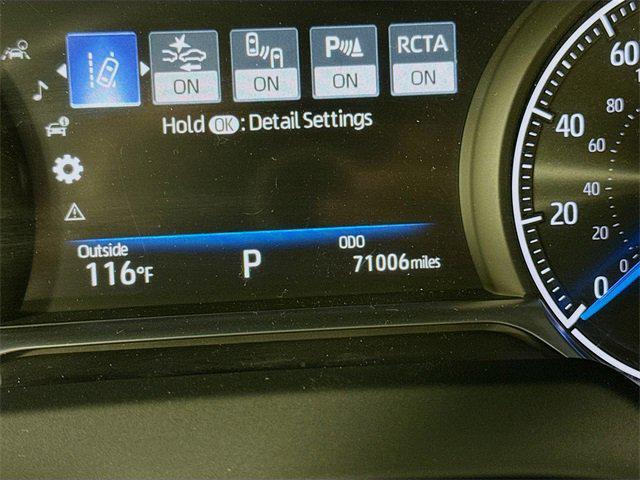 P RCTA
ON ON ON ON
Hold OK : Detail Settings
Outside
116°F
P
ODO
71006 miles
60
80
40
60
40
20
20
0
0